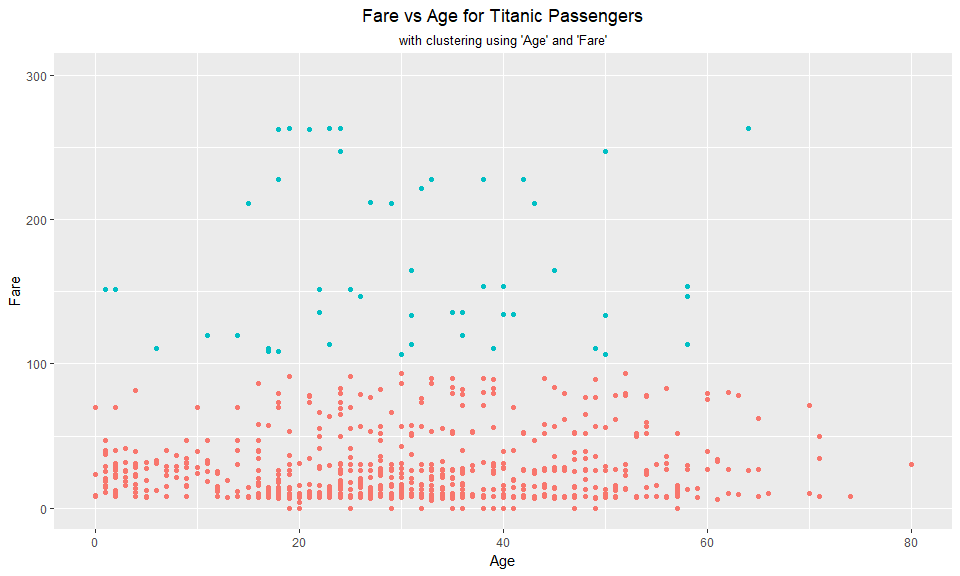 Fare vs Age for Titanic Passengers
with clustering using 'Age' and 'Fare'
300
200
100
0
Fare
0 20 40 60 80
Age